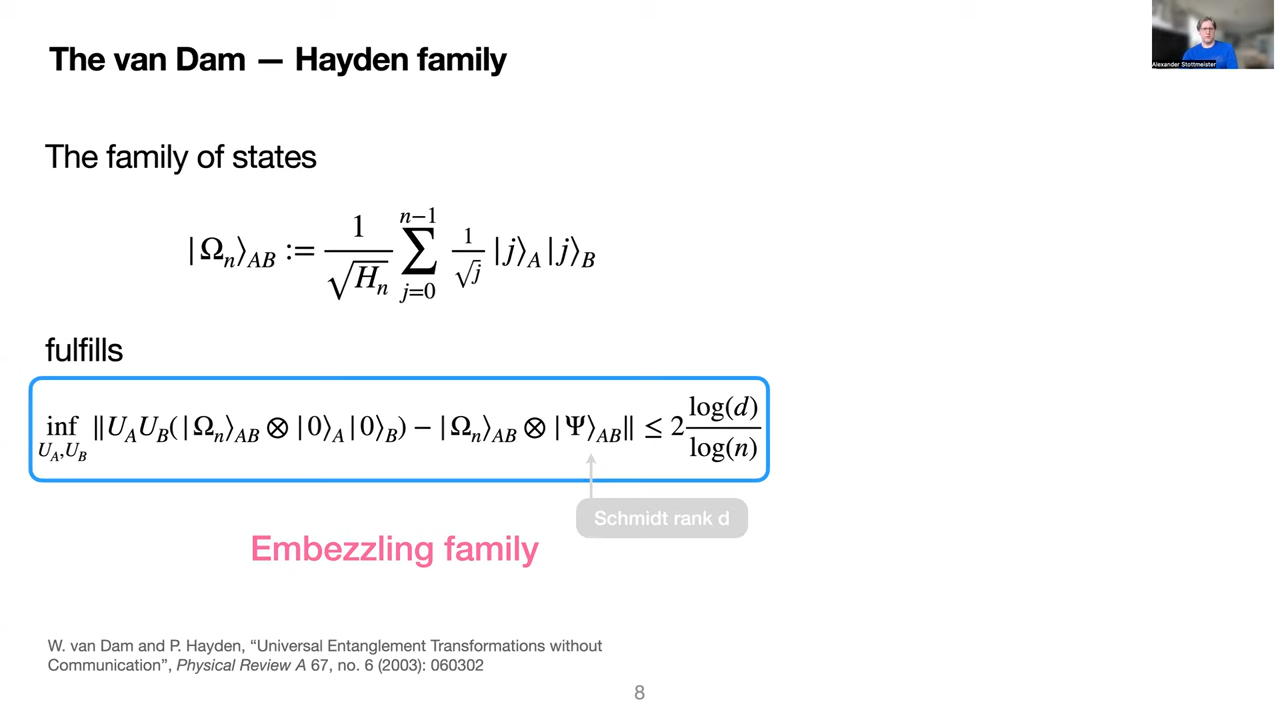 The van Dam — Hayden family
Alexander Stottmeister
The family of states
|Ω_n⟩_AB := 1/√H_n ∑_{j=0}^{n−1} 1/√j |j⟩_A |j⟩_B
fulfills
inf_{U_A,U_B} ‖U_A U_B(|Ω_n⟩_AB ⊗ |0⟩_A|0⟩_B) − |Ω_n⟩_AB ⊗ |Ψ⟩_AB‖ ≤ 2 log(d)/log(n)
Schmidt rank d
Embezzling family
W. van Dam and P. Hayden, “Universal Entanglement Transformations without
Communication”, Physical Review A 67, no. 6 (2003): 060302
8